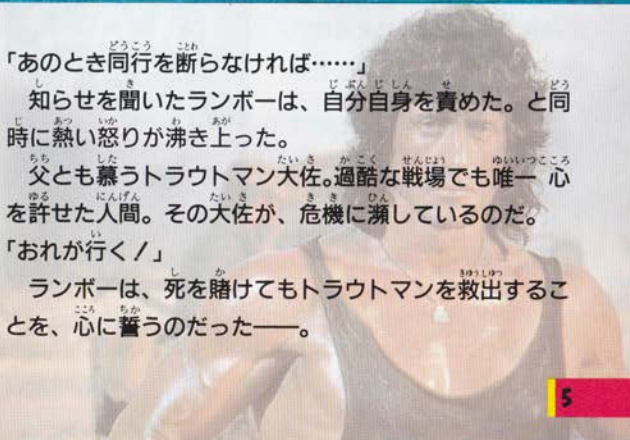 「あのとき同行を断らなければ……」
知らせを聞いたランボーは、自分自身を責めた。と同
時に熱い怒りが沸き上った。
父とも慕うトラウトマン大佐。過酷な戦場でも唯一 心
を許せた人間。その大佐が、危機に瀕しているのだ。
「おれが行く!」
ランボーは、死を賭けてもトラウトマンを救出するこ
とを、心に誓うのだった──。
5